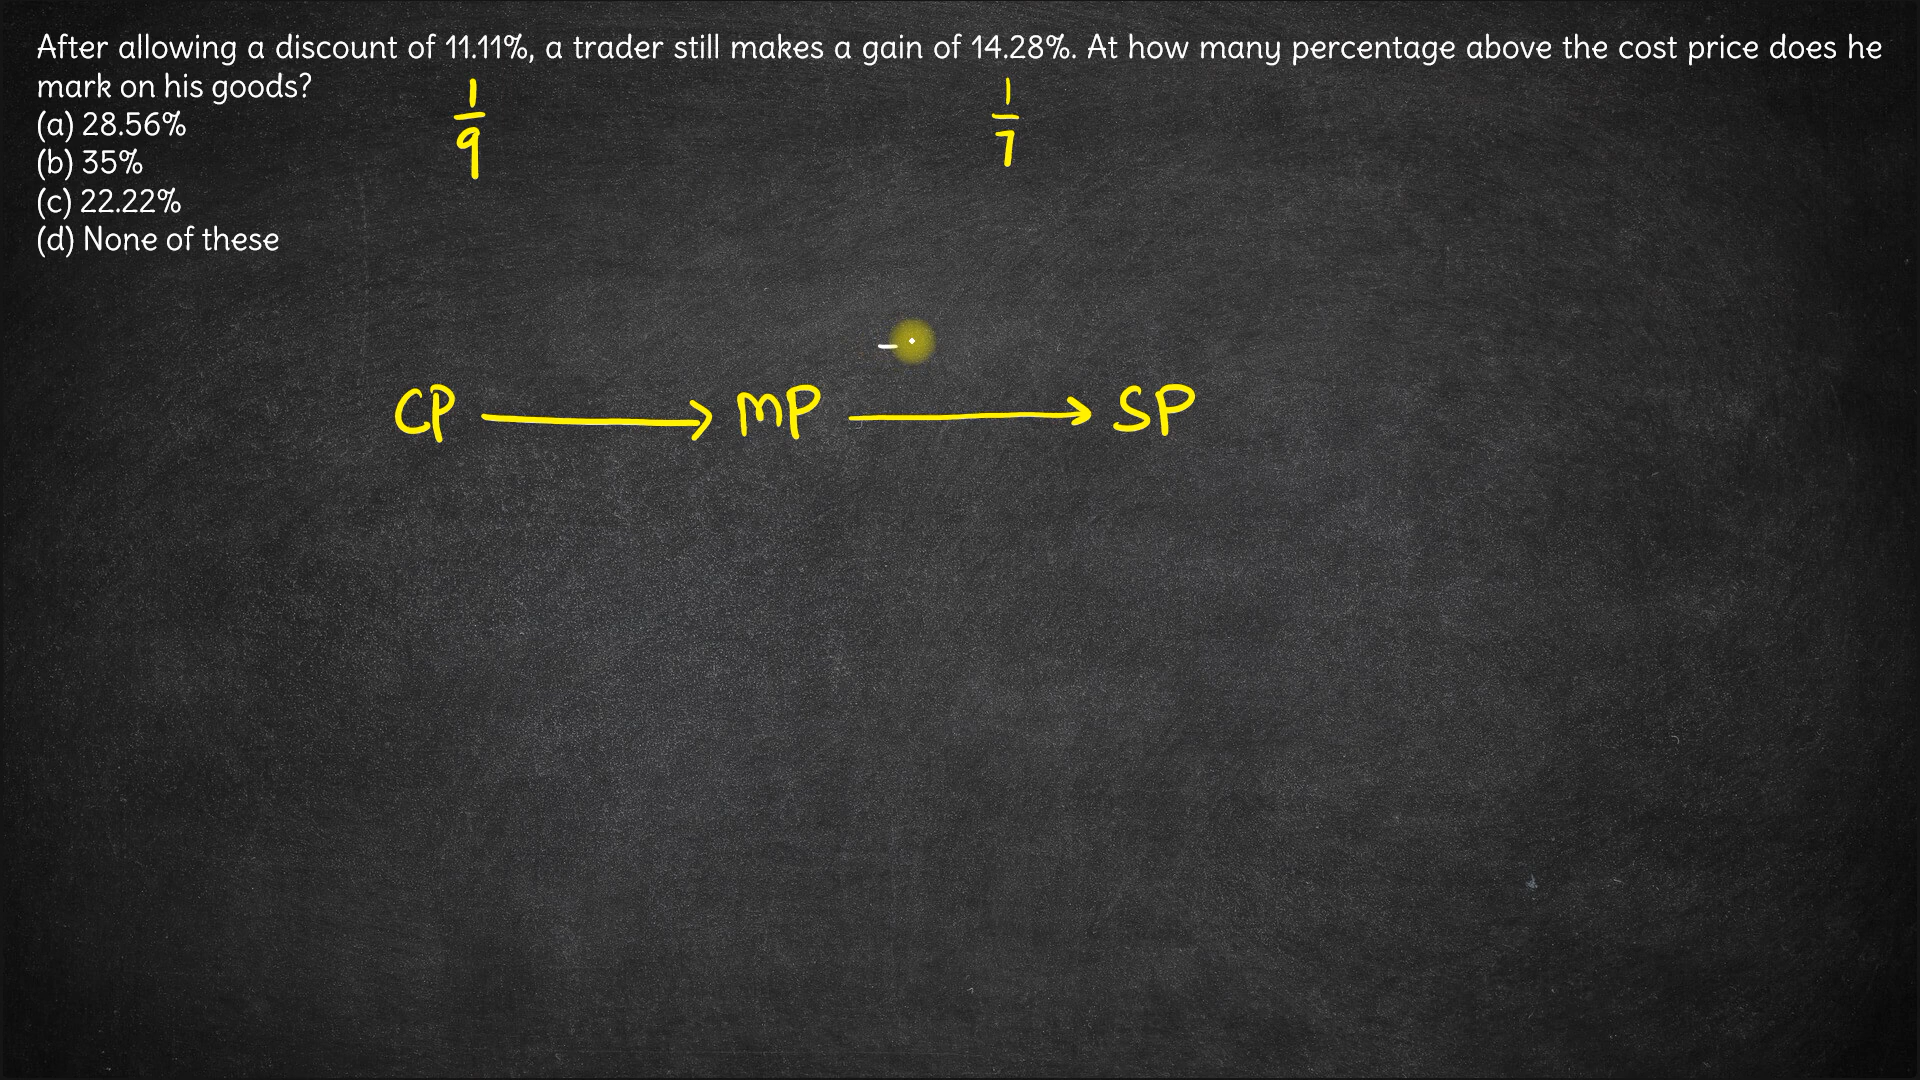 After allowing a discount of 11.11%, a trader still makes a gain of 14.28%. At how many percentage above the cost price does he
mark on his goods?
(a) 28.56%
(b) 35%
(c) 22.22%
(d) None of these
1/9
1/7
-
CP → MP → SP